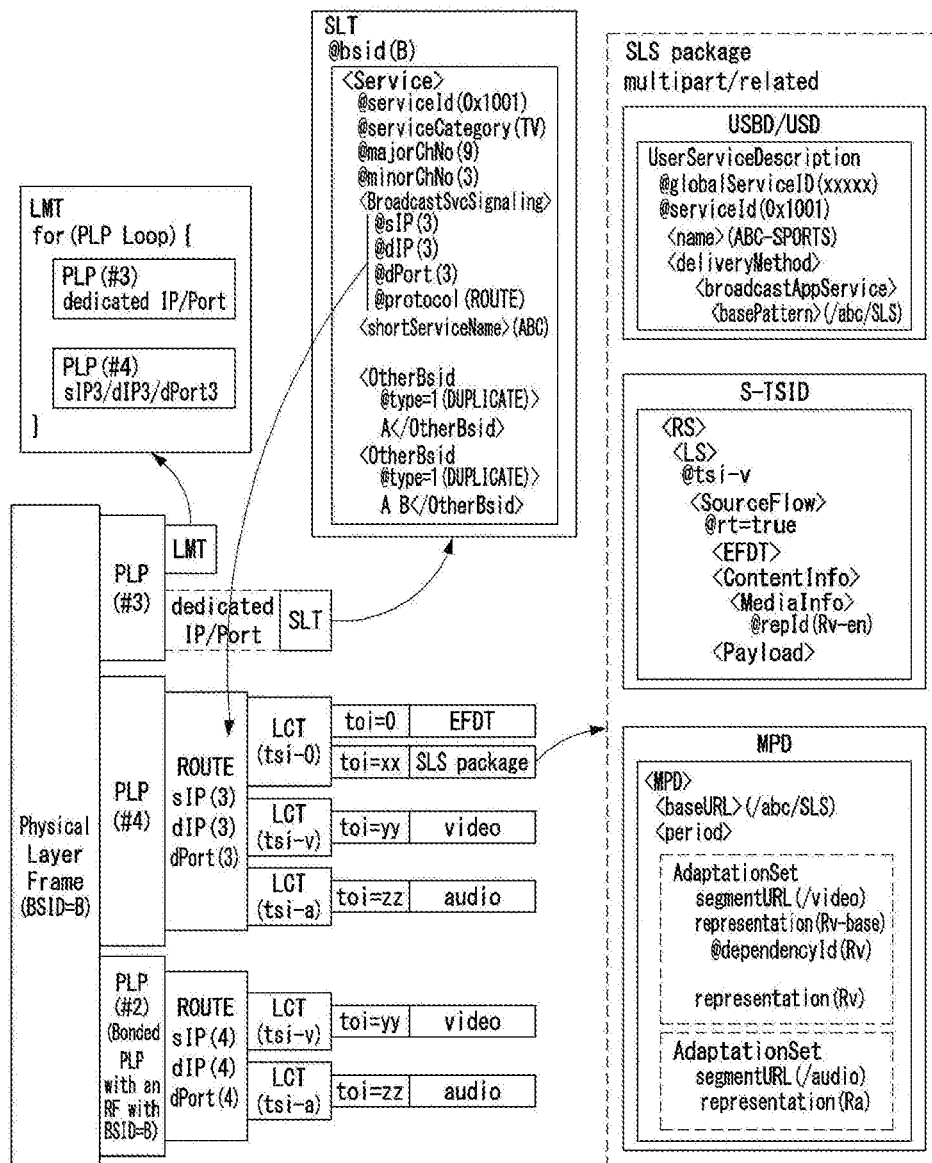 LMT
for(PLP Loop) {
PLP(#3)
dedicated IP/Port
PLP(#4)
sIP3/dIP3/dPort3
}
SLT
@bsid(B)
<Service>
@serviceId(0x1001)
@serviceCategory(TV)
@majorChNo(9)
@minorChNo(3)
<BroadcastSvcSignaling>
@sIP(3)
@dIP(3)
@dPort(3)
@protocol(ROUTE)
<shortServiceName>(ABC)
<OtherBsid
@type=1(DUPLICATE)>
A</OtherBsid>
<OtherBsid
@type=1(DUPLICATE)>
A B</OtherBsid>
SLS package
multipart/related
USBD/USD
UserServiceDescription
@globalServiceID(xxxxx)
@serviceId(0x1001)
<name>(ABC-SPORTS)
<deliveryMethod>
<broadcastAppService>
<basePattern>(/abc/SLS)
S-TSID
<RS>
<LS>
@tsi-v
<SourceFlow>
@rt=true
<EFDT>
<ContentInfo>
<MediaInfo>
@repId(Rv-en)
<Payload>
MPD
<MPD>
<baseURL>(/abc/SLS)
<period>
AdaptationSet
segmentURL(/video)
representation(Rv-base)
@dependencyId(Rv)
representation(Rv)
AdaptationSet
segmentURL(/audio)
representation(Ra)
Physical
Layer
Frame
(BSID=B)
PLP
(#3)
LMT
dedicated
IP/Port
SLT
PLP
(#4)
ROUTE
sIP(3)
dIP(3)
dPort(3)
LCT
(tsi-0)
toi=0
EFDT
toi=xx
SLS package
LCT
(tsi-v)
toi=yy
video
LCT
(tsi-a)
toi=zz
audio
PLP
(#2)
(Bonded
PLP
with an
RF with
BSID=B)
ROUTE
sIP(4)
dIP(4)
dPort(4)
LCT
(tsi-v)
toi=yy
video
LCT
(tsi-a)
toi=zz
audio